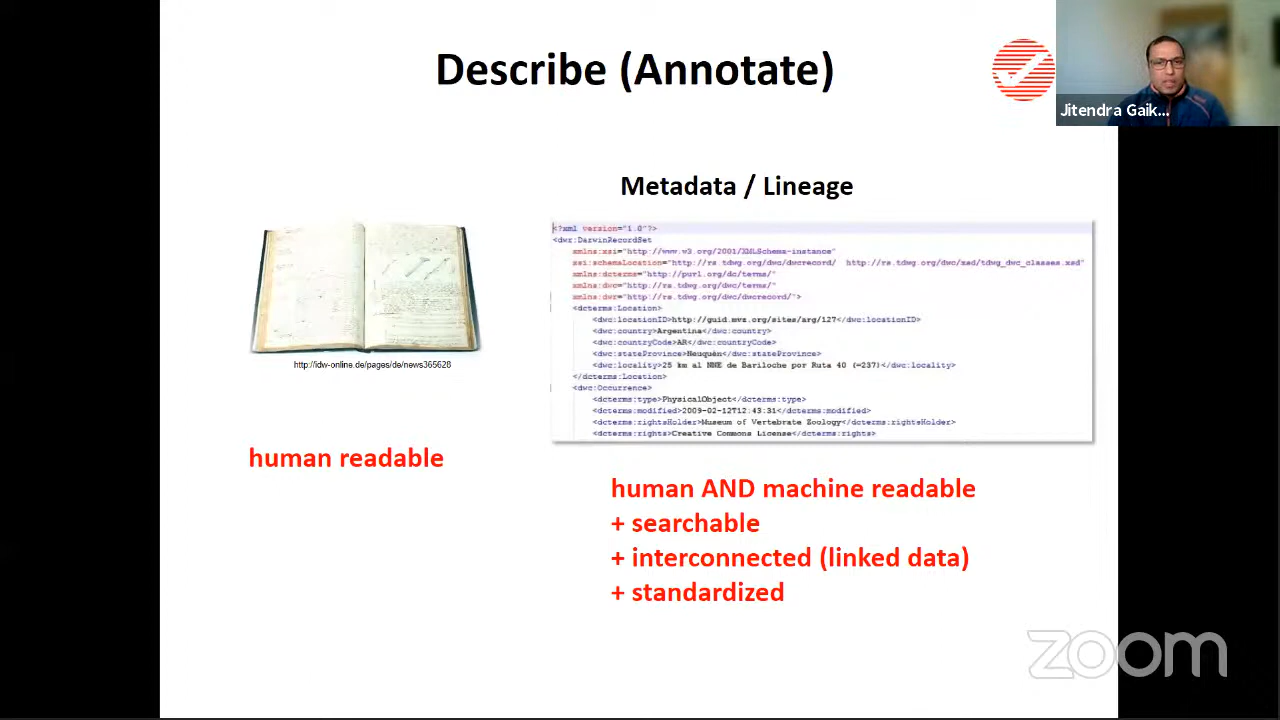 Describe (Annotate)
Jitendra Gaik...
Metadata / Lineage
<?xml version="1.0"?>
<dwr:DarwinRecordSet
xmlns:xsi="http://www.w3.org/2001/XMLSchema-instance"
xsi:schemaLocation="http://rs.tdwg.org/dwc/dwcrecord/  http://rs.tdwg.org/dwc/xsd/tdwg_dwc_classes.xsd"
xmlns:dcterms="http://purl.org/dc/terms/"
xmlns:dwc="http://rs.tdwg.org/dwc/terms/"
xmlns:dwr="http://rs.tdwg.org/dwc/dwcrecord/">
<dcterms:Location>
<dwc:locationID>http://guid.mvz.org/sites/arg/127</dwc:locationID>
<dwc:country>Argentina</dwc:country>
<dwc:countryCode>AR</dwc:countryCode>
<dwc:stateProvince>Neuquén</dwc:stateProvince>
<dwc:locality>25 km al NNE de Bariloche por Ruta 40 (=237)</dwc:locality>
</dcterms:Location>
<dwc:Occurrence>
<dcterms:type>PhysicalObject</dcterms:type>
<dcterms:modified>2009-02-12T12:43:31</dcterms:modified>
<dcterms:rightsHolder>Museum of Vertebrate Zoology</dcterms:rightsHolder>
<dcterms:rights>Creative Commons License</dcterms:rights>
http://idw-online.de/pages/de/news365628
human readable
human AND machine readable
+ searchable
+ interconnected (linked data)
+ standardized
zoom